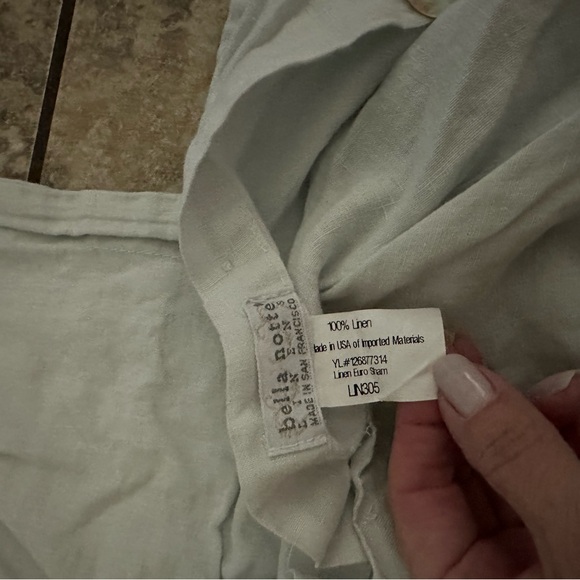 bella notte
LINENS
MADE IN SAN FRANCISCO
100% Linen
Made in USA of Imported Materials
YL#126877314
Linen Euro Sham
LIN305